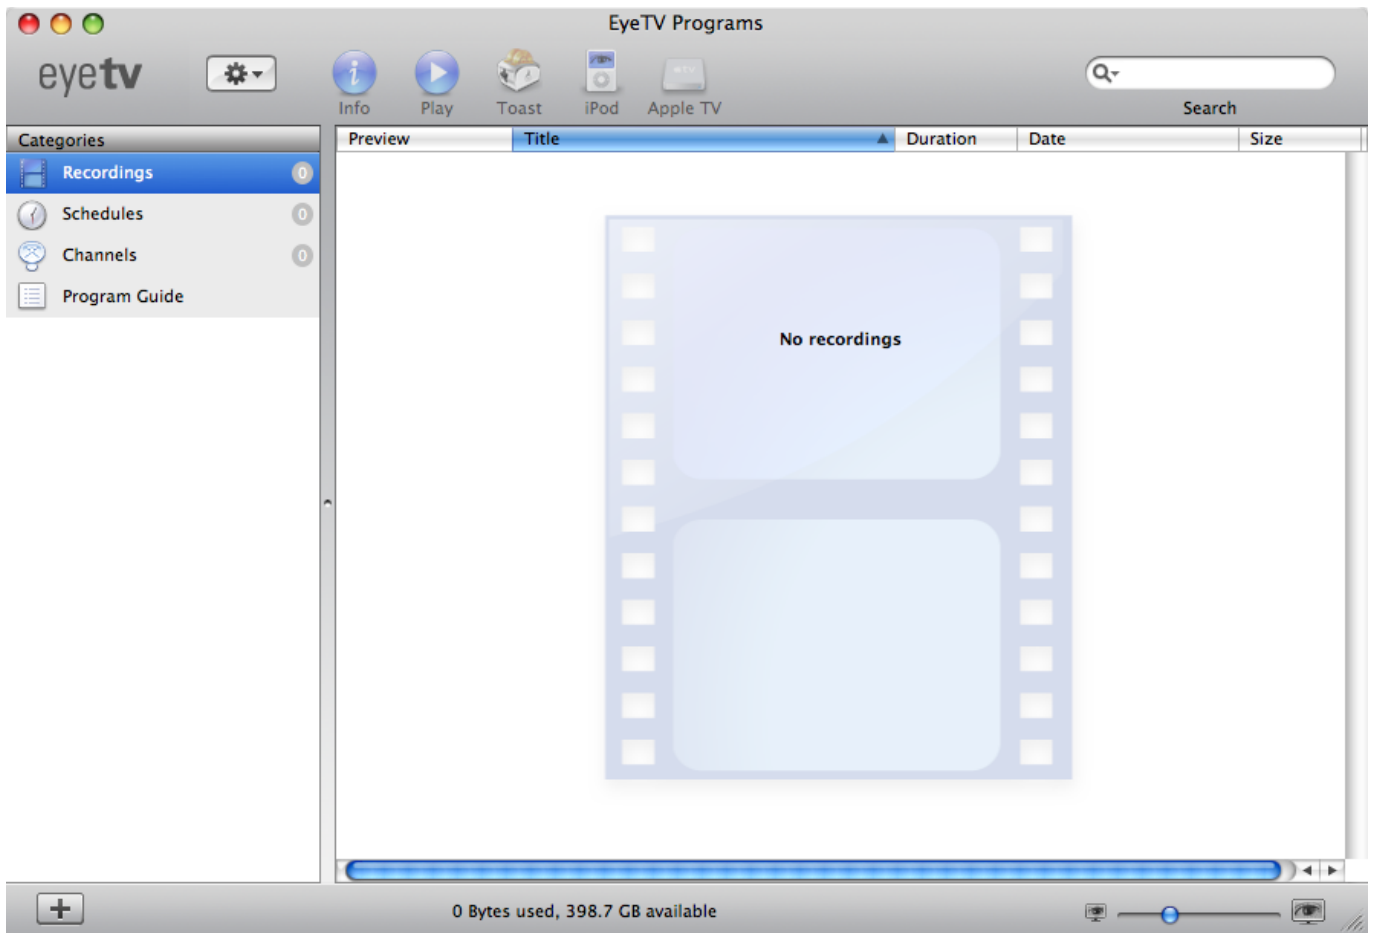 EyeTV Programs
eyetv
Info Play Toast iPod Apple TV
Search
Categories
Preview Title Duration Date Size
Recordings 0
Schedules 0
Channels 0
Program Guide
No recordings
0 Bytes used, 398.7 GB available